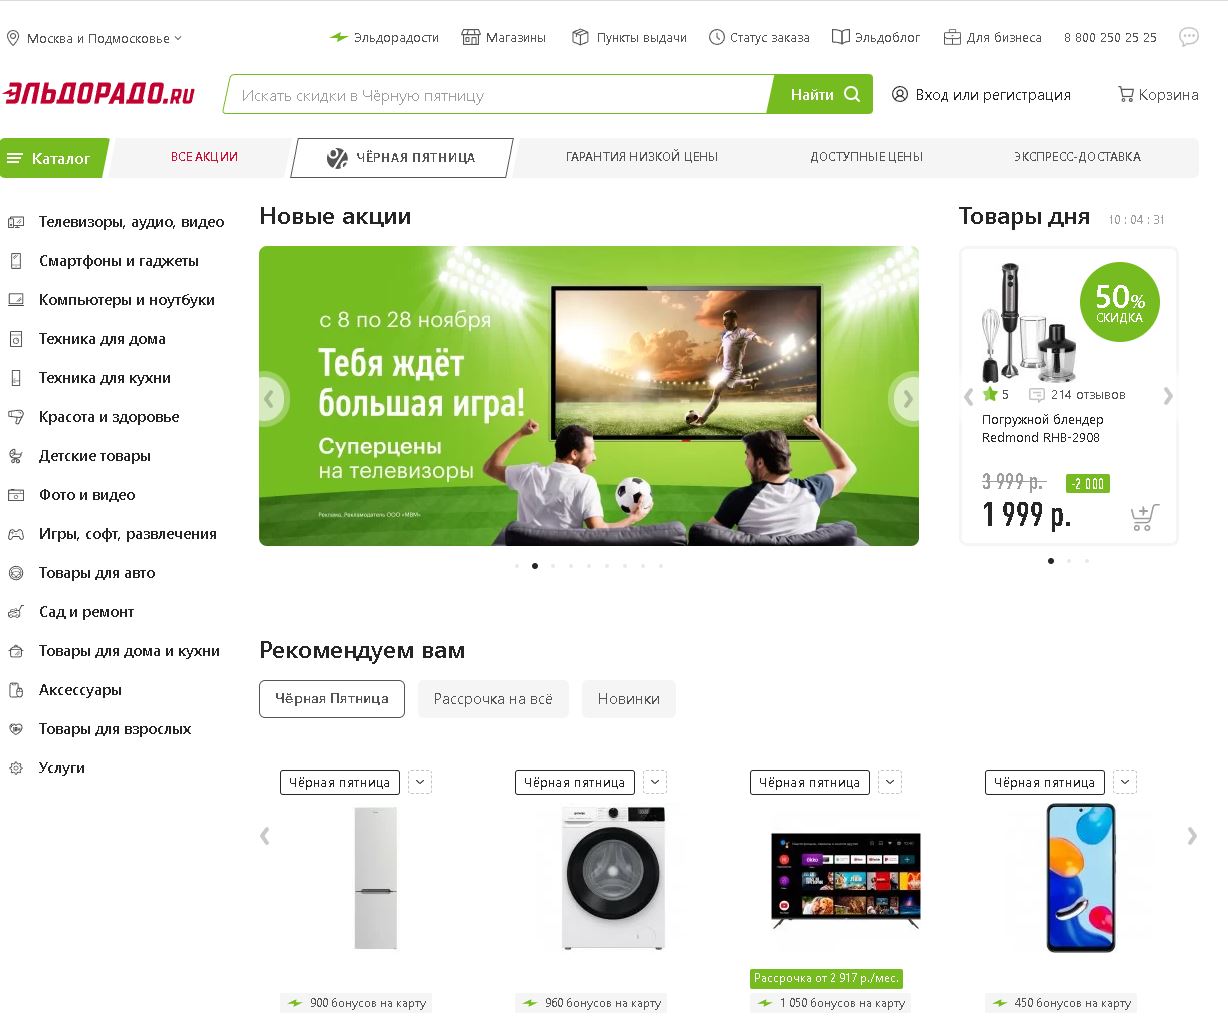 Москва и Подмосковье
Эльдорадости
Магазины
Пункты выдачи
Статус заказа
Эльдоблог
Для бизнеса
8 800 250 25 25
ЭЛЬДОРАДО.RU
Искать скидки в Чёрную пятницу
Найти
Вход или регистрация
Корзина
Каталог
ВСЕ АКЦИИ
ЧЁРНАЯ ПЯТНИЦА
ГАРАНТИЯ НИЗКОЙ ЦЕНЫ
ДОСТУПНЫЕ ЦЕНЫ
ЭКСПРЕСС-ДОСТАВКА
Телевизоры, аудио, видео
Смартфоны и гаджеты
Компьютеры и ноутбуки
Техника для дома
Техника для кухни
Красота и здоровье
Детские товары
Фото и видео
Игры, софт, развлечения
Товары для авто
Сад и ремонт
Товары для дома и кухни
Аксессуары
Товары для взрослых
Услуги
Новые акции
с 8 по 28 ноября
Тебя ждёт
большая игра!
Суперцены
на телевизоры
Реклама. Рекламодатель ООО «МВМ»
Товары дня
10 : 04 : 31
50%
СКИДКА
5
214 отзывов
Погружной блендер
Redmond RHB-2908
3 999 р.
-2 000
1 999 р.
Рекомендуем вам
Чёрная Пятница
Рассрочка на всё
Новинки
Чёрная пятница
Чёрная пятница
Чёрная пятница
Чёрная пятница
Рассрочка от 2 917 р./мес.
900 бонусов на карту
960 бонусов на карту
1 050 бонусов на карту
450 бонусов на карту